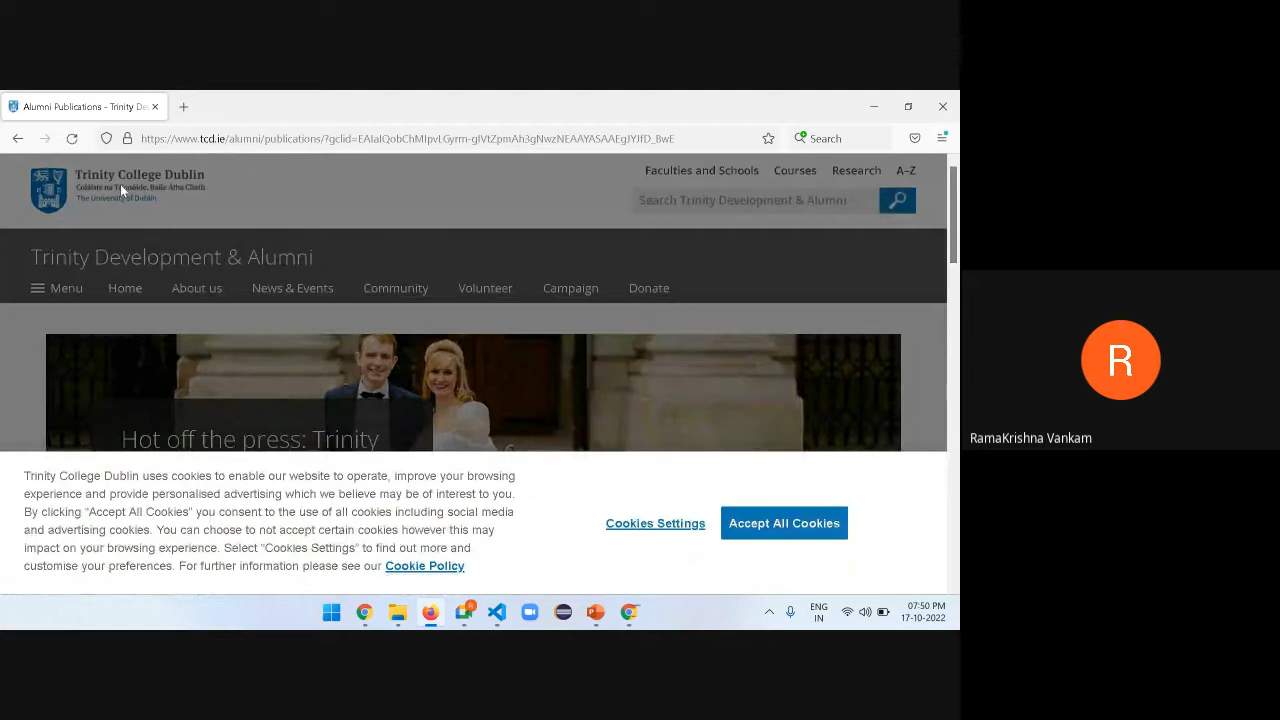 Alumni Publications - Trinity De
https://www.tcd.ie/alumni/publications/?gclid=EAIaIQobChMIpvLGyrm-gIVtZpmAh3gNwzNEAAYASAAEgJYJfD_BwE
Search
Trinity College Dublin
Coláiste na Tríonóide, Baile Átha Cliath
The University of Dublin
Faculties and Schools Courses Research A–Z
Search Trinity Development & Alumni
Trinity Development & Alumni
Menu Home About us News & Events Community Volunteer Campaign Donate
Hot off the press: Trinity
Trinity College Dublin uses cookies to enable our website to operate, improve your browsing
experience and provide personalised advertising which we believe may be of interest to you.
By clicking “Accept All Cookies” you consent to the use of all cookies including social media
and advertising cookies. You can choose to not accept certain cookies however this may
impact on your browsing experience. Select “Cookies Settings” to find out more and
customise your preferences. For further information please see our Cookie Policy
Cookies Settings
Accept All Cookies
ENG
IN
07:50 PM
17-10-2022
R
RamaKrishna Vankam